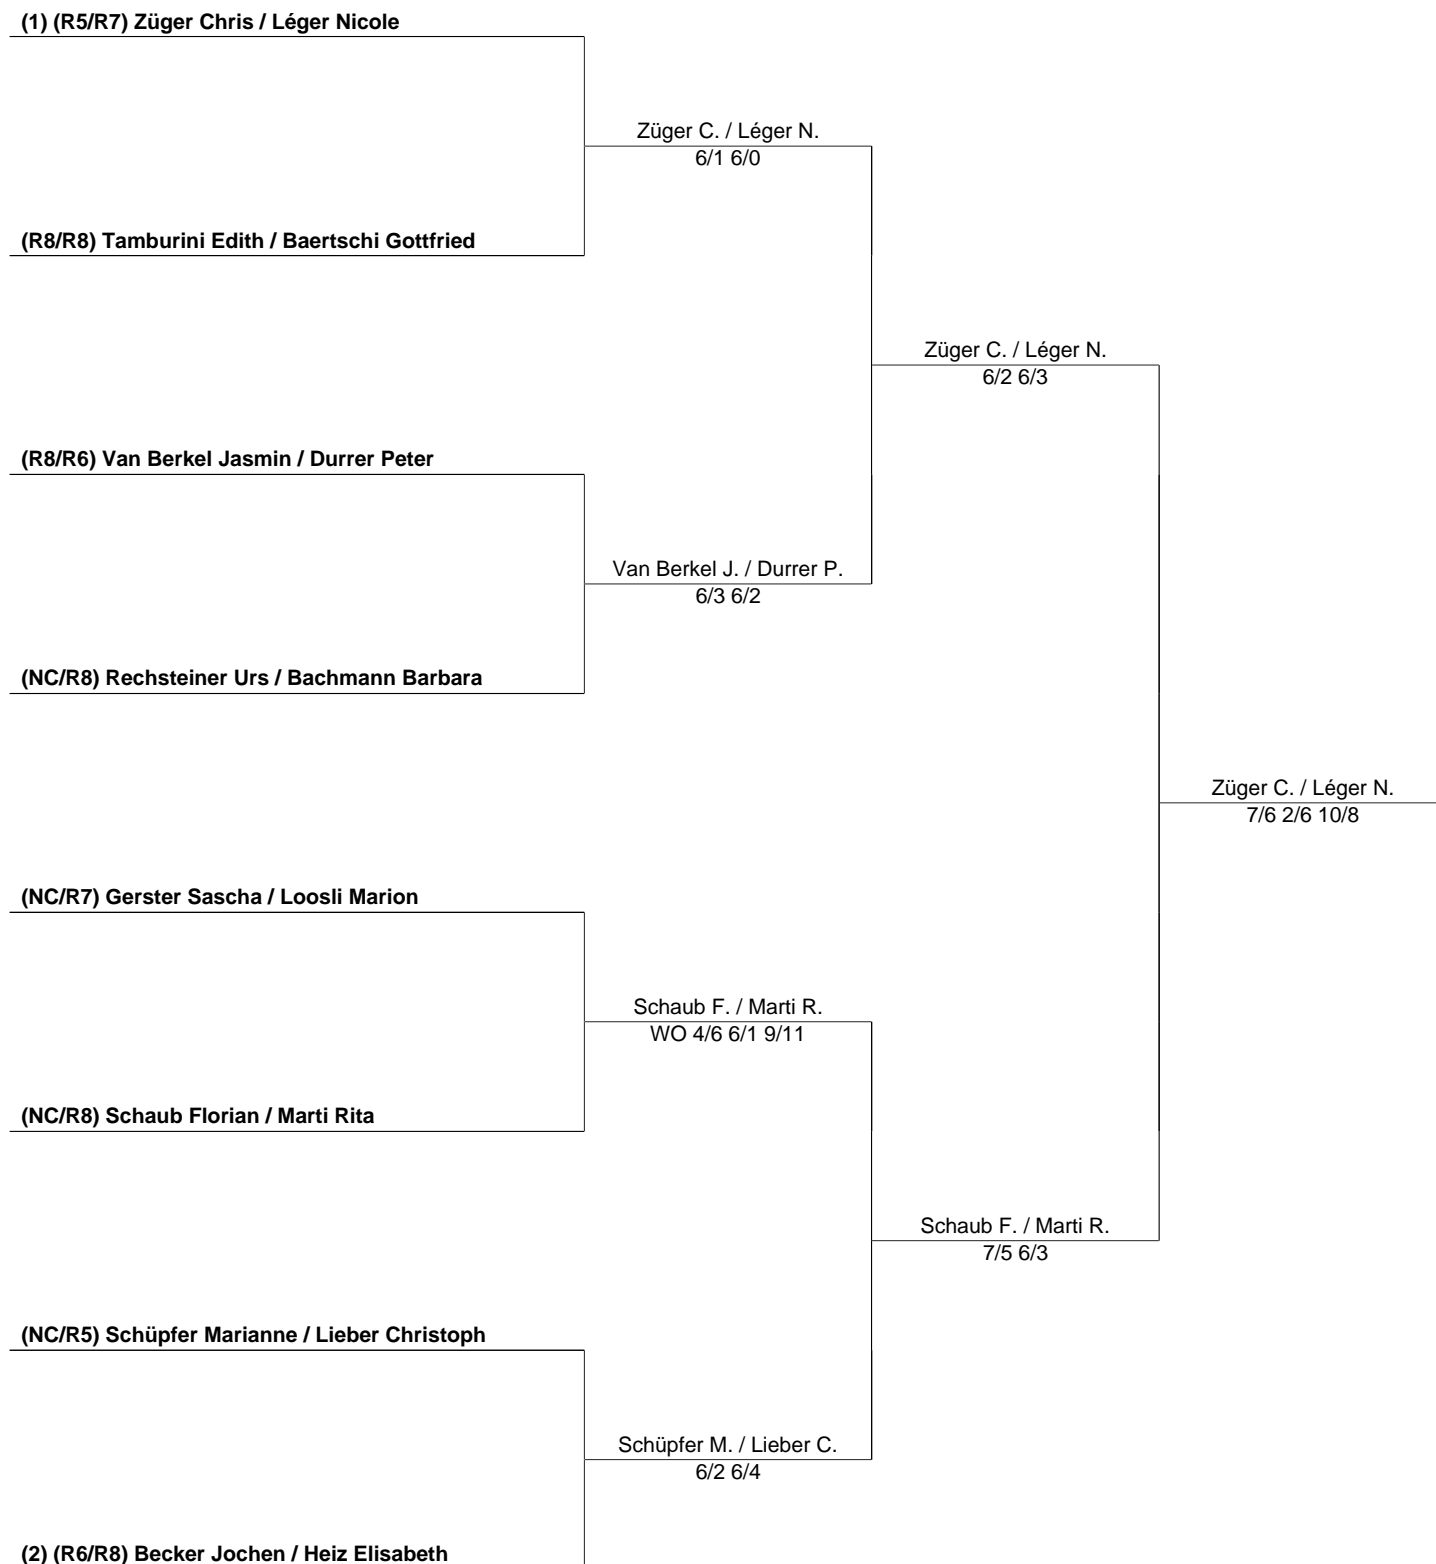 (1) (R5/R7) Züger Chris / Léger Nicole
Züger C. / Léger N.
6/1 6/0
(R8/R8) Tamburini Edith / Baertschi Gottfried
Züger C. / Léger N.
6/2 6/3
(R8/R6) Van Berkel Jasmin / Durrer Peter
Van Berkel J. / Durrer P.
6/3 6/2
(NC/R8) Rechsteiner Urs / Bachmann Barbara
Züger C. / Léger N.
7/6 2/6 10/8
(NC/R7) Gerster Sascha / Loosli Marion
Schaub F. / Marti R.
WO 4/6 6/1 9/11
(NC/R8) Schaub Florian / Marti Rita
Schaub F. / Marti R.
7/5 6/3
(NC/R5) Schüpfer Marianne / Lieber Christoph
Schüpfer M. / Lieber C.
6/2 6/4
(2) (R6/R8) Becker Jochen / Heiz Elisabeth